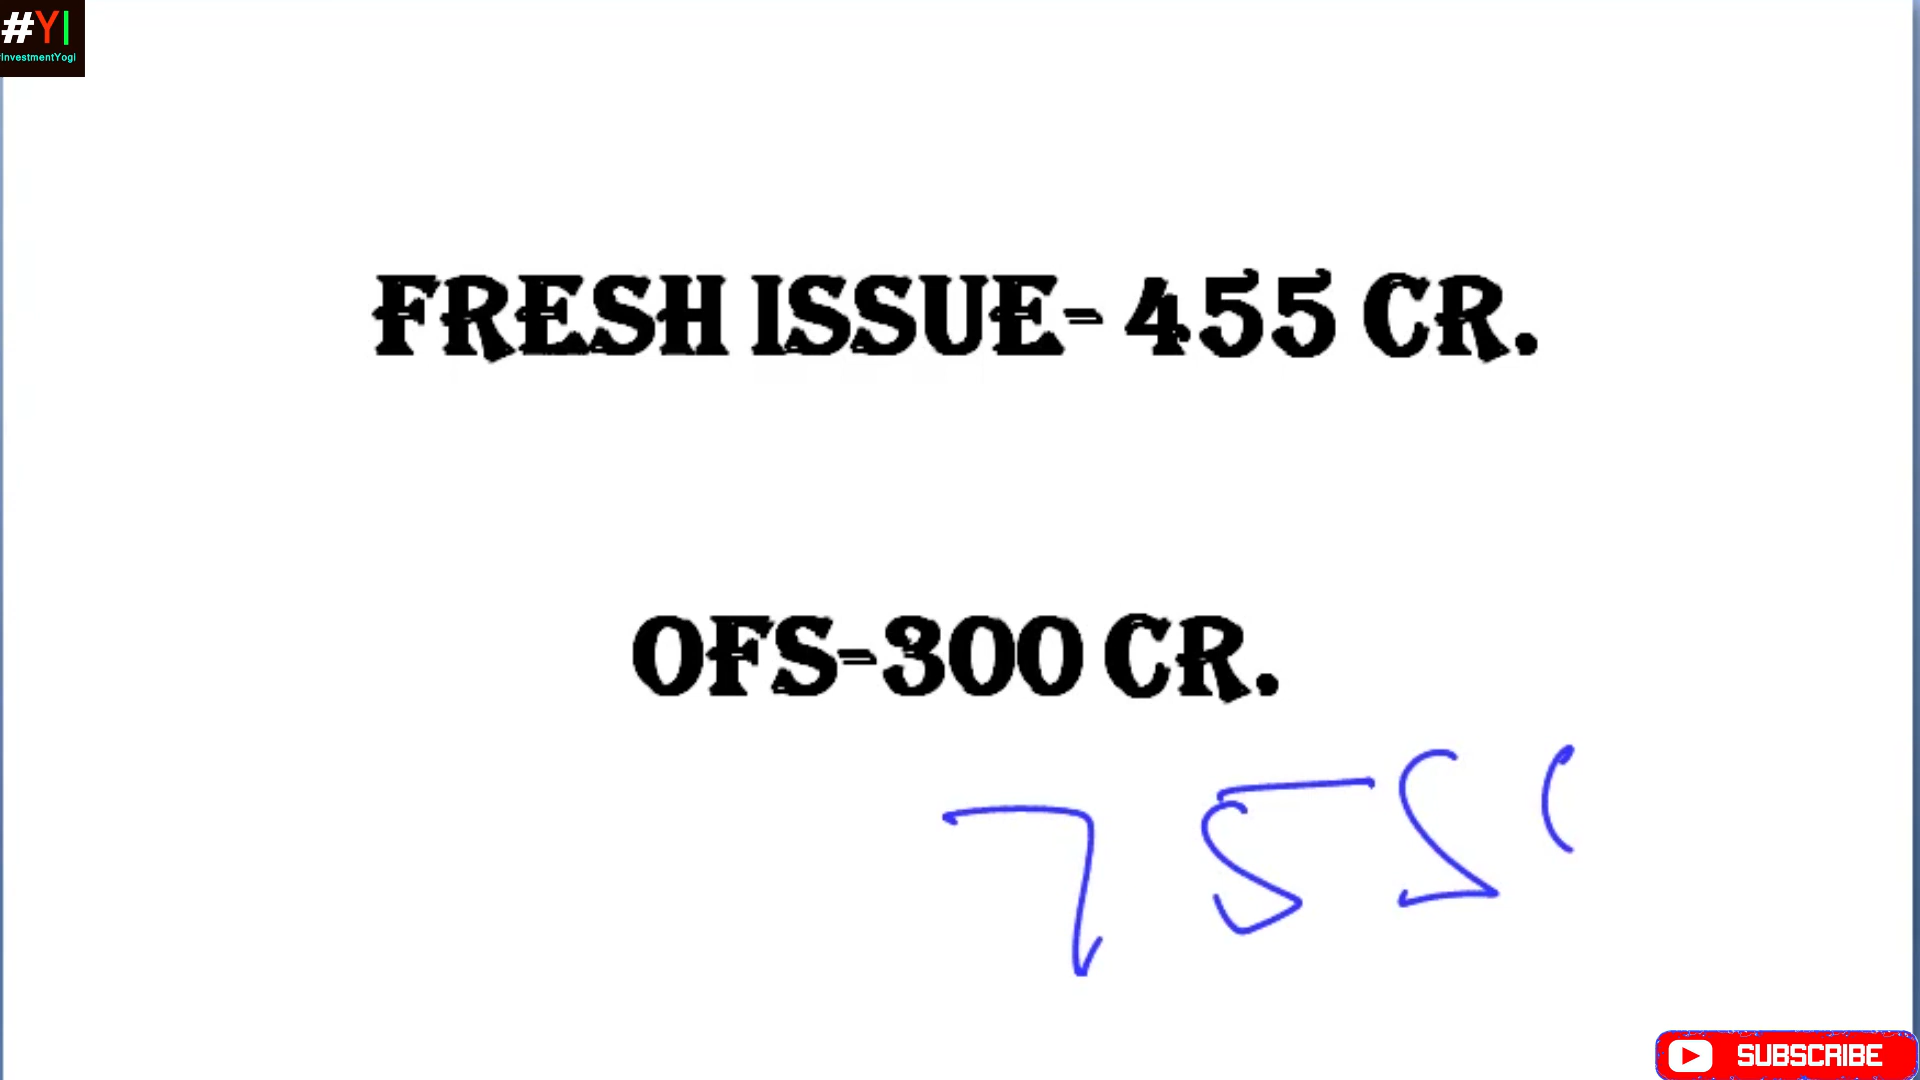 #YI
InvestmentYogi
FRESH ISSUE- 455 CR.
OFS-300 CR.
755
SUBSCRIBE